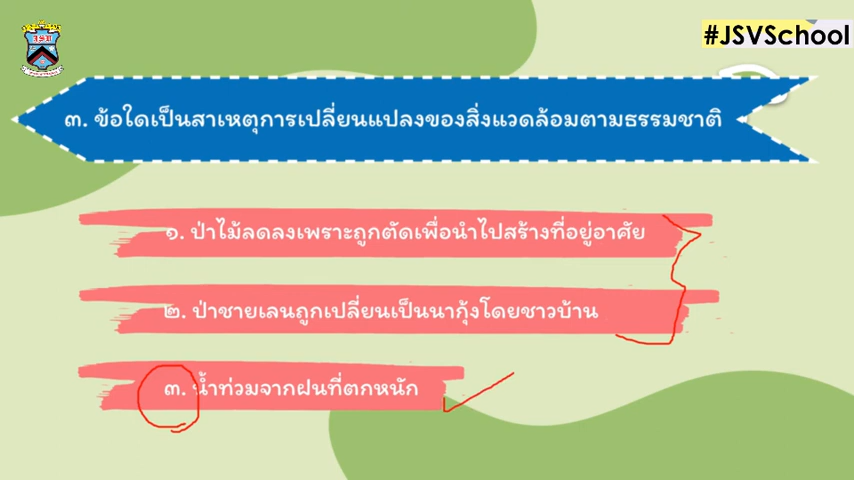 #JSVSchool
JSV
๓. ข้อใดเป็นสาเหตุการเปลี่ยนแปลงของสิ่งแวดล้อมตามธรรมชาติ
๑. ป่าไม้ลดลงเพราะถูกตัดเพื่อนำไปสร้างที่อยู่อาศัย
๒. ป่าชายเลนถูกเปลี่ยนเป็นนากุ้งโดยชาวบ้าน
๓. น้ำท่วมจากฝนที่ตกหนัก